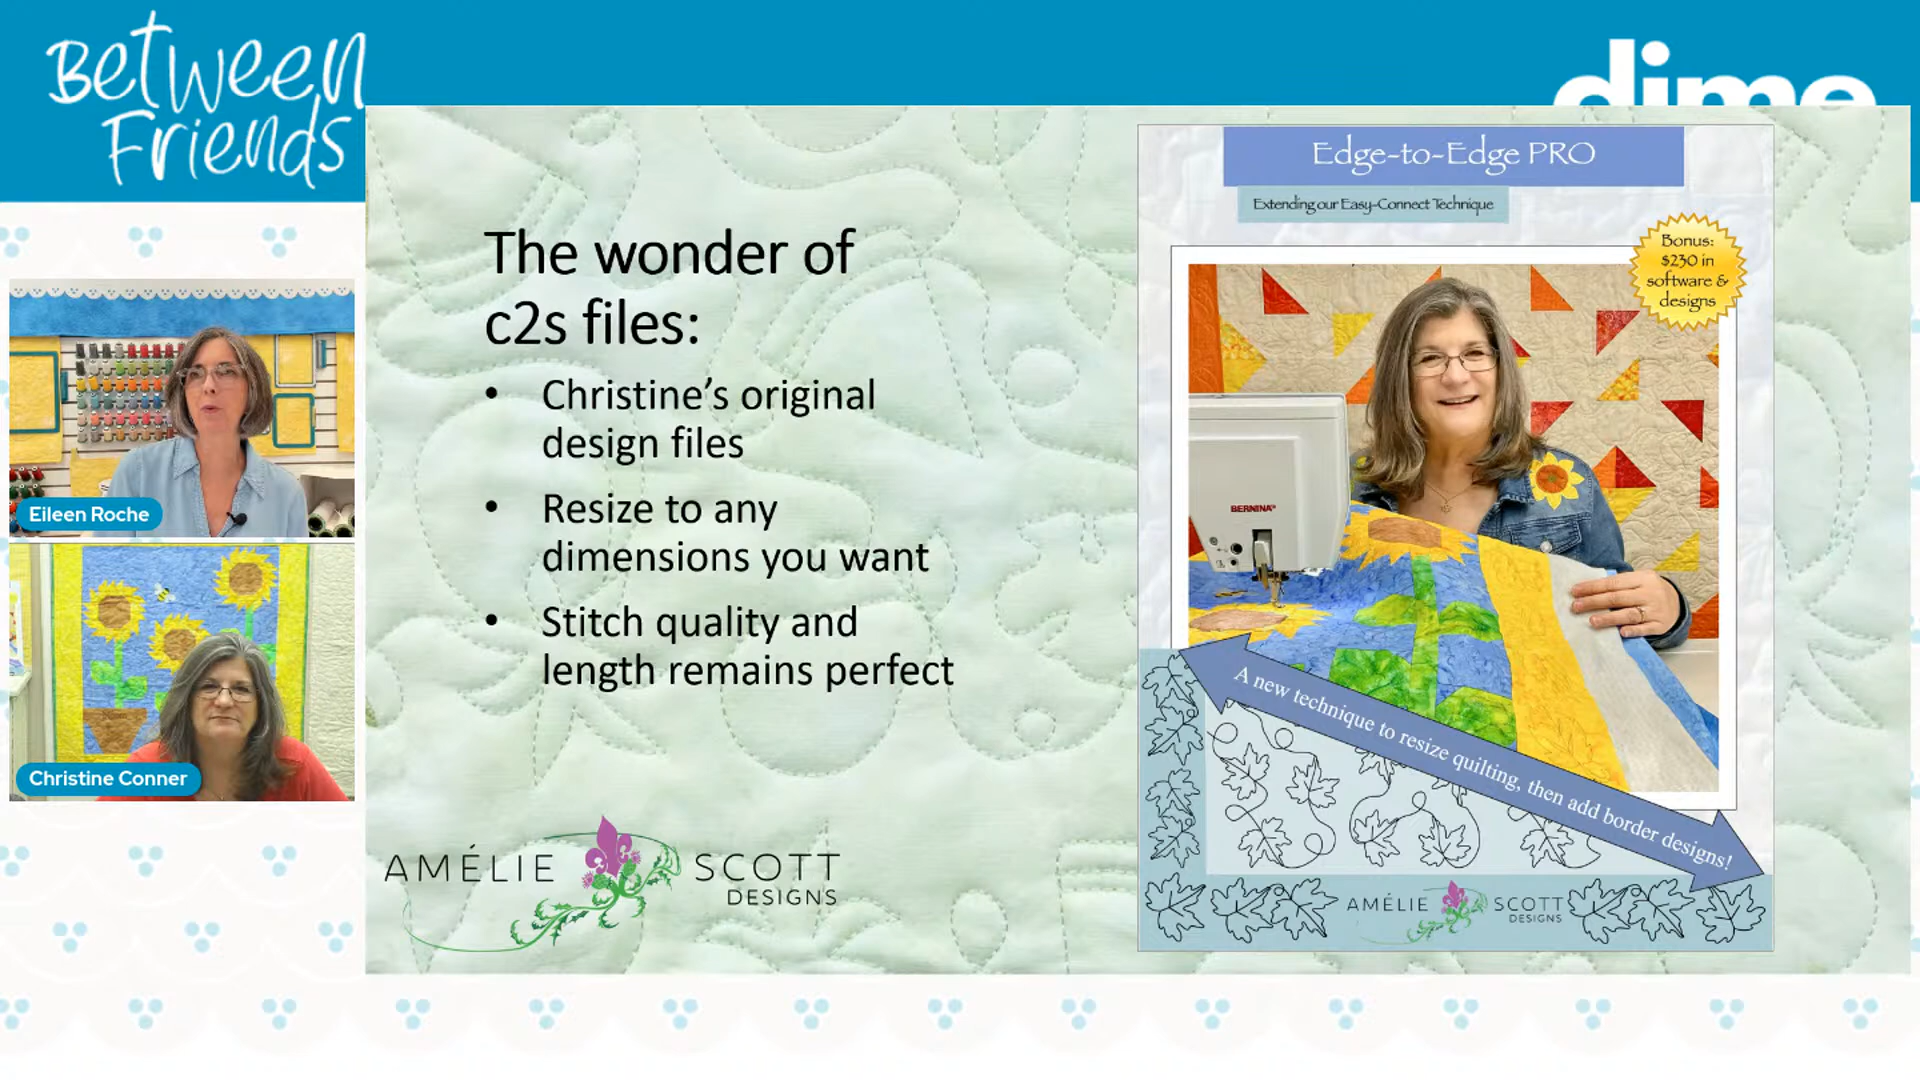 Between
Friends
dime
Eileen Roche
Christine Conner
The wonder of
c2s files:
• Christine’s original
design files
• Resize to any
dimensions you want
• Stitch quality and
length remains perfect
AMÉLIE SCOTT
DESIGNS
Edge-to-Edge PRO
Extending our Easy-Connect Technique
Bonus:
$230 in
software &
designs
BERNINA
A new technique to resize quilting, then add border designs!
AMÉLIE SCOTT
DESIGNS